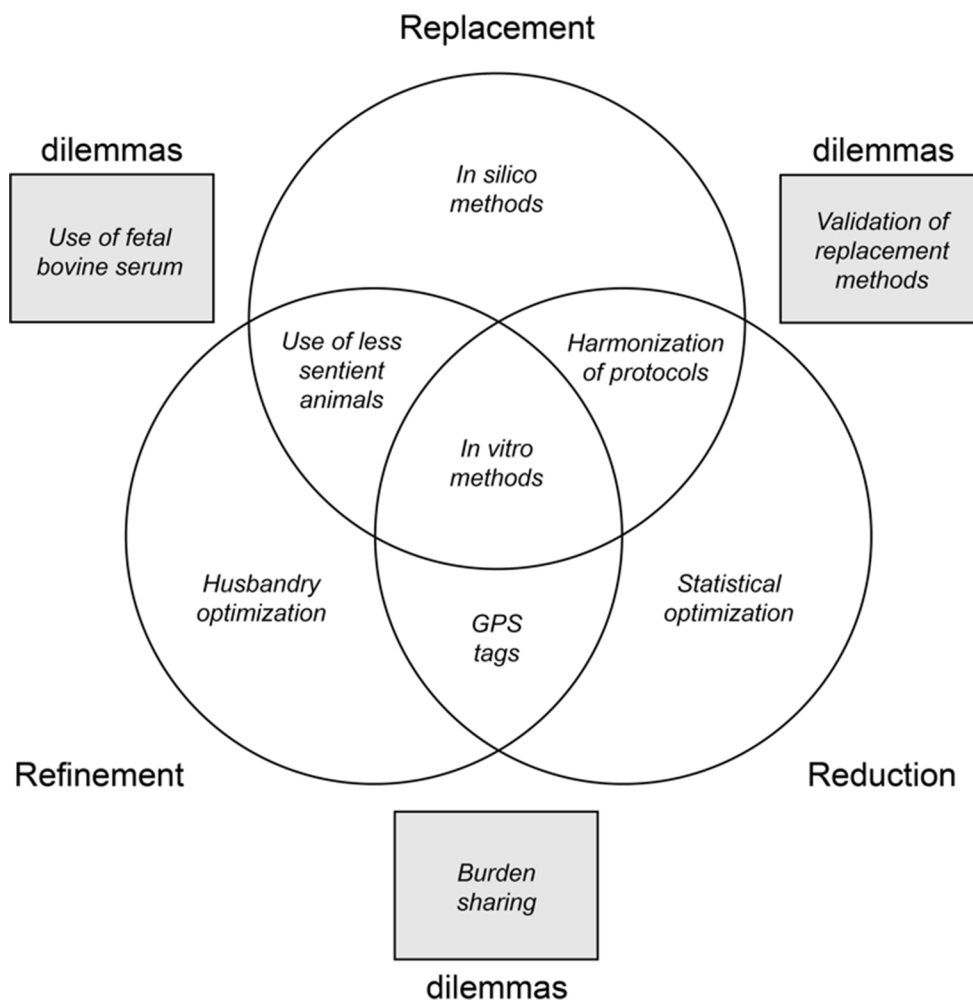 Replacement
dilemmas
Use of fetal
bovine serum
In silico
methods
dilemmas
Validation of
replacement
methods
Use of less
sentient
animals
Harmonization
of protocols
In vitro
methods
Husbandry
optimization
GPS
tags
Statistical
optimization
Refinement
Reduction
Burden
sharing
dilemmas